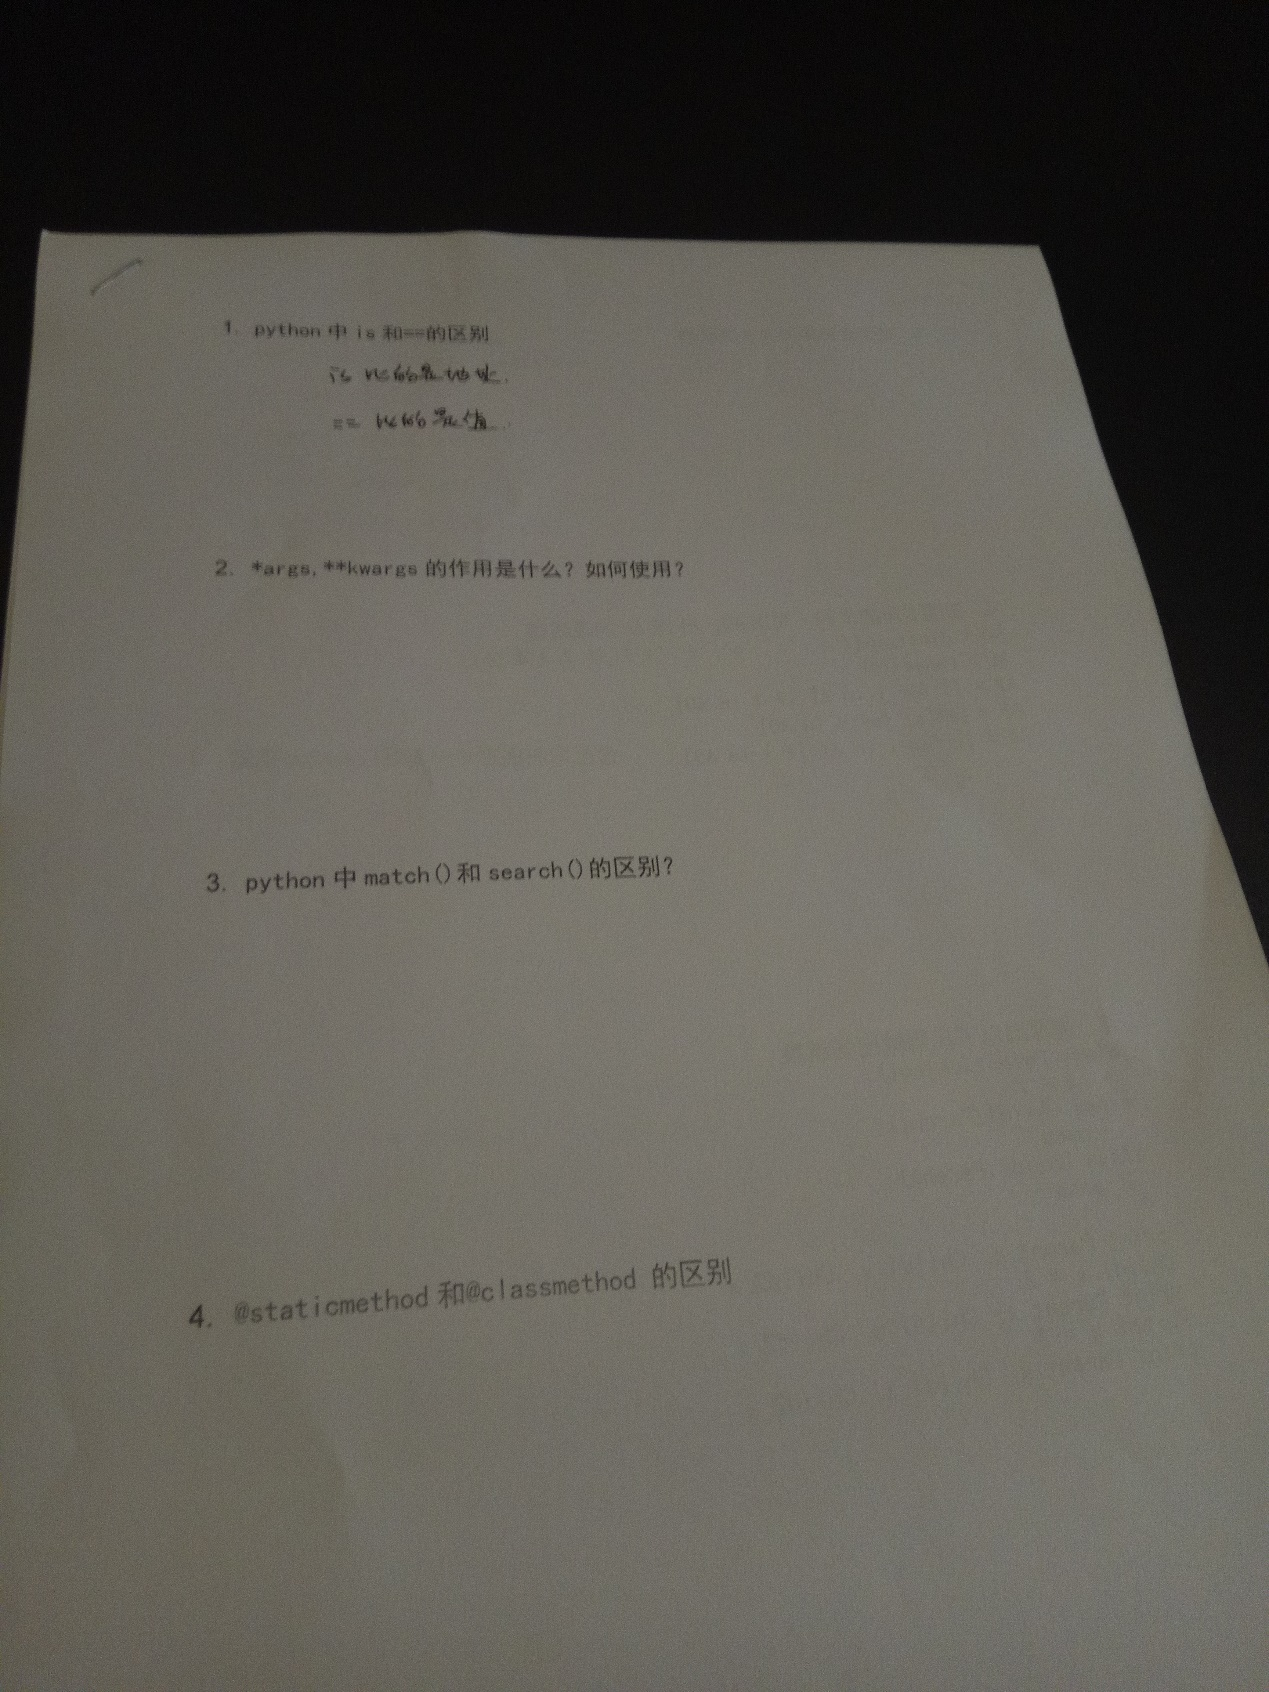 1. python 中 is 和==的区别
is 比的是地址.
== 比的是值.
2. *args,**kwargs 的作用是什么? 如何使用?
3. python 中 match()和 search()的区别?
4. @staticmethod 和@classmethod 的区别